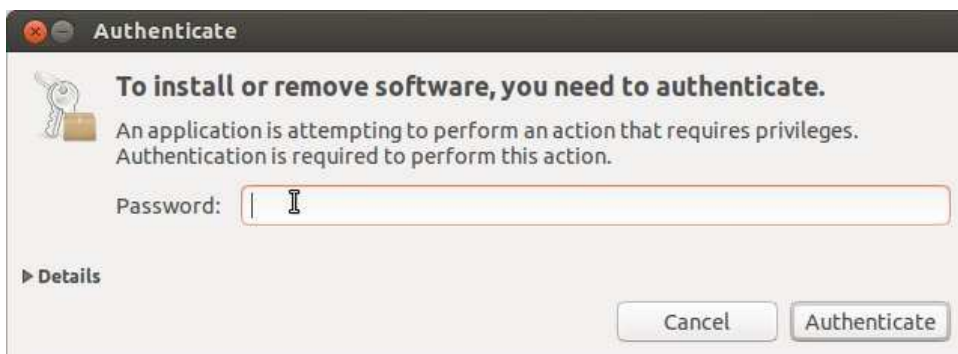 Authenticate
To install or remove software, you need to authenticate.
An application is attempting to perform an action that requires privileges.
Authentication is required to perform this action.
Password:
Details
Cancel
Authenticate